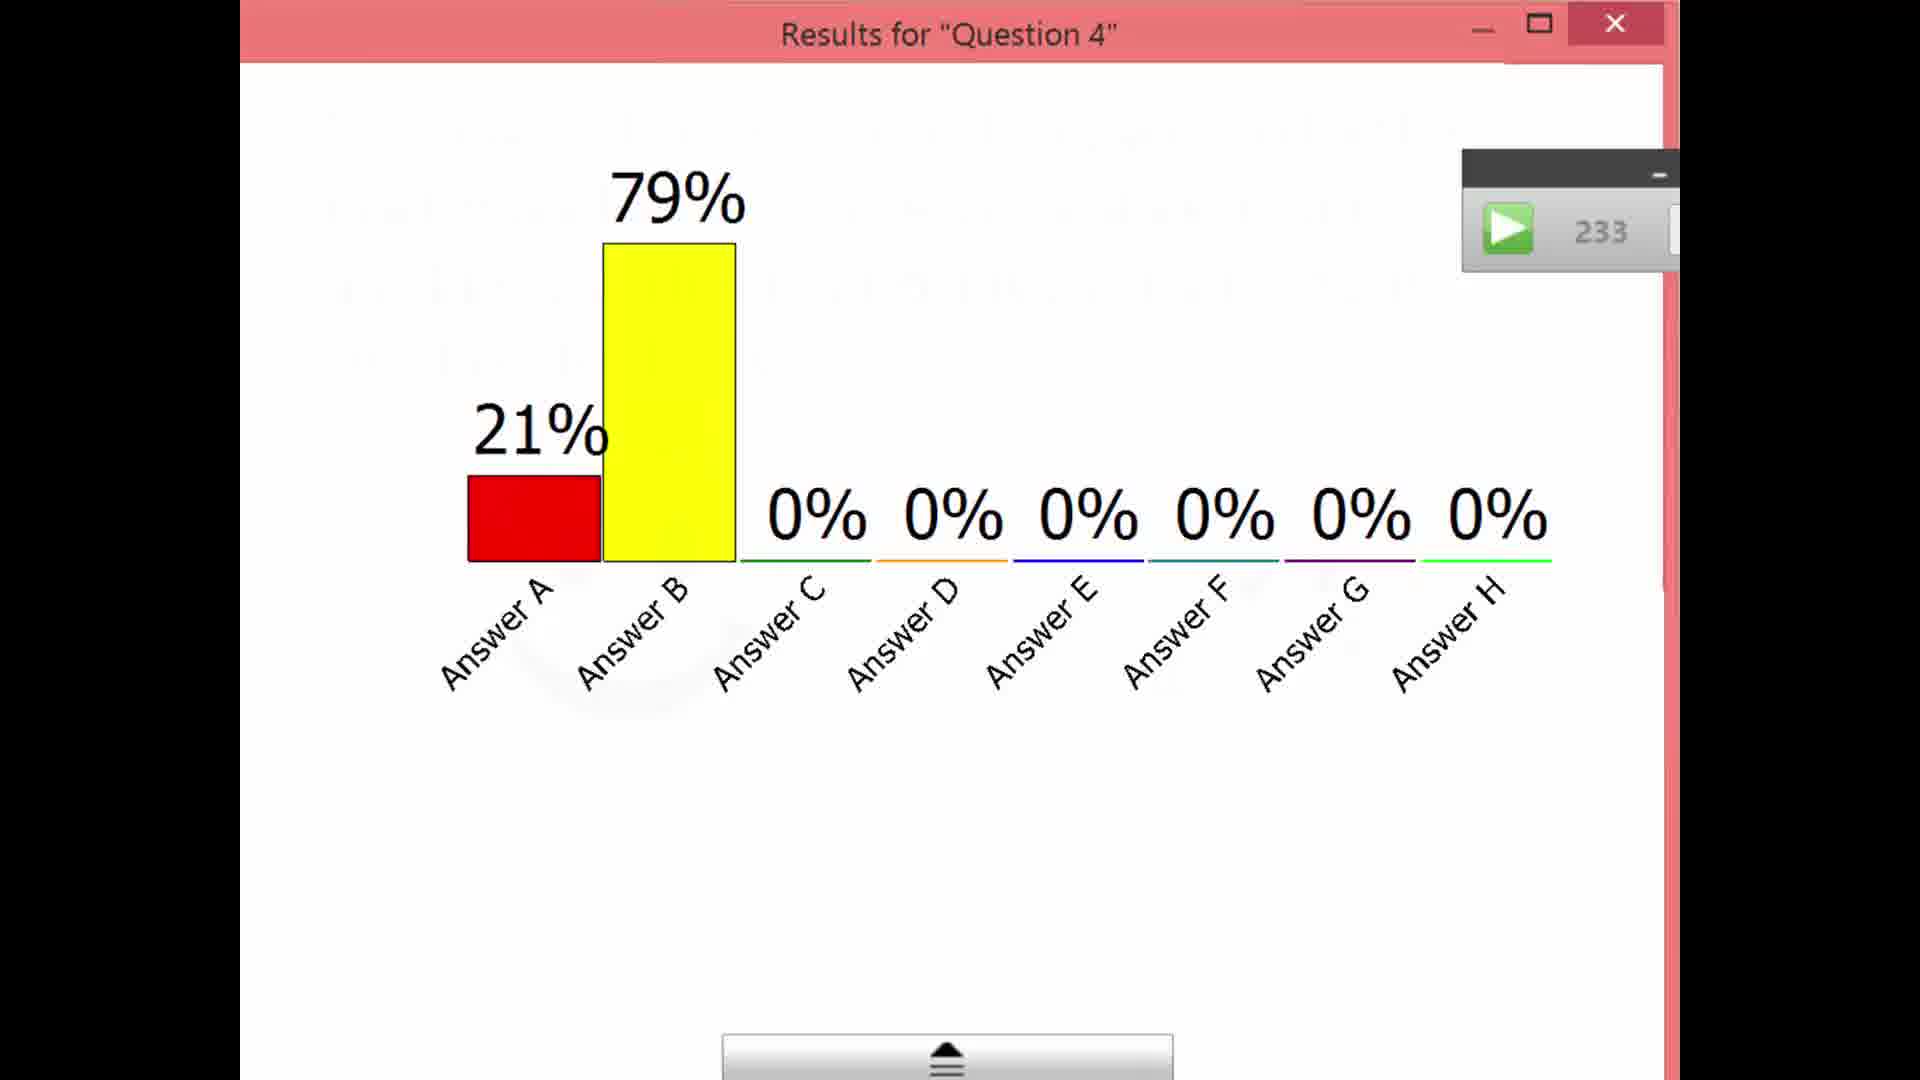 Results for "Question 4"
233
79%
21%
0% 0% 0% 0% 0% 0%
Answer A
Answer B
Answer C
Answer D
Answer E
Answer F
Answer G
Answer H